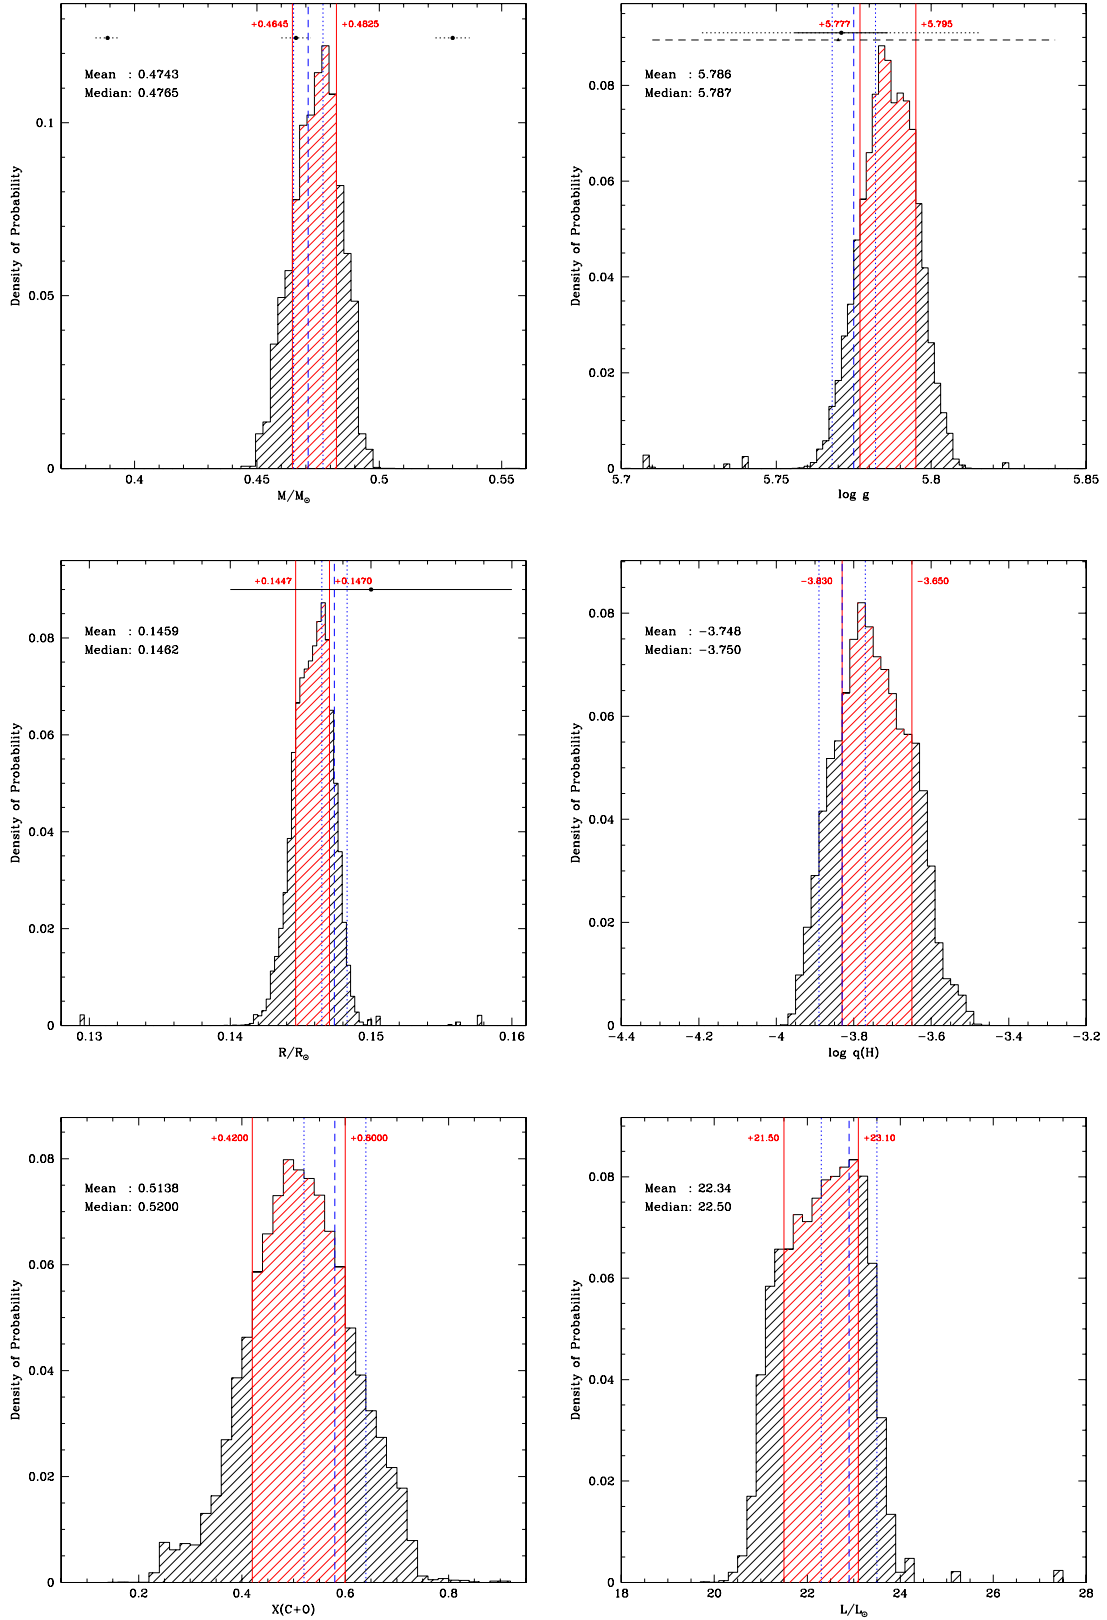 +0.4645 +0.4825
Mean : 0.4743
Median: 0.4765
0.1
0.05
0
0.4 0.45 0.5 0.55
Density of Probability
M/M⊙
+5.777 +5.795
Mean : 5.786
Median: 5.787
0.08
0.06
0.04
0.02
0
5.7 5.75 5.8 5.85
Density of Probability
log g
+0.1447 +0.1470
Mean : 0.1459
Median: 0.1462
0.08
0.06
0.04
0.02
0
0.13 0.14 0.15 0.16
Density of Probability
R/R⊙
−3.830 −3.650
Mean : −3.748
Median: −3.750
0.08
0.06
0.04
0.02
0
−4.4 −4.2 −4 −3.8 −3.6 −3.4 −3.2
Density of Probability
log q(H)
+0.4200 +0.6000
Mean : 0.5138
Median: 0.5200
0.08
0.06
0.04
0.02
0
0.2 0.4 0.6 0.8
Density of Probability
X(C+O)
+21.50 +23.10
Mean : 22.34
Median: 22.50
0.08
0.06
0.04
0.02
0
18 20 22 24 26 28
Density of Probability
L/L⊙